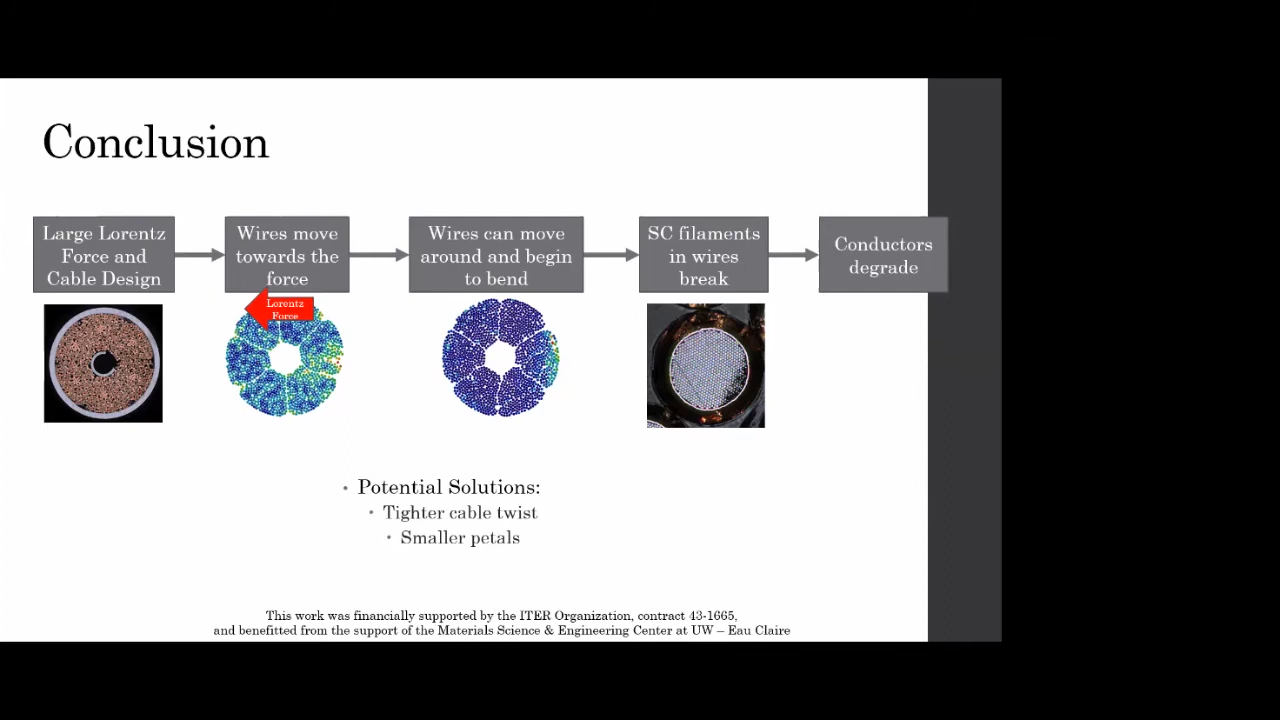 Conclusion
Large Lorentz
Force and
Cable Design
Wires move
towards the
force
Wires can move
around and begin
to bend
SC filaments
in wires
break
Conductors
degrade
Lorentz
Force
• Potential Solutions:
• Tighter cable twist
• Smaller petals
This work was financially supported by the ITER Organization, contract 43-1665,
and benefitted from the support of the Materials Science & Engineering Center at UW – Eau Claire